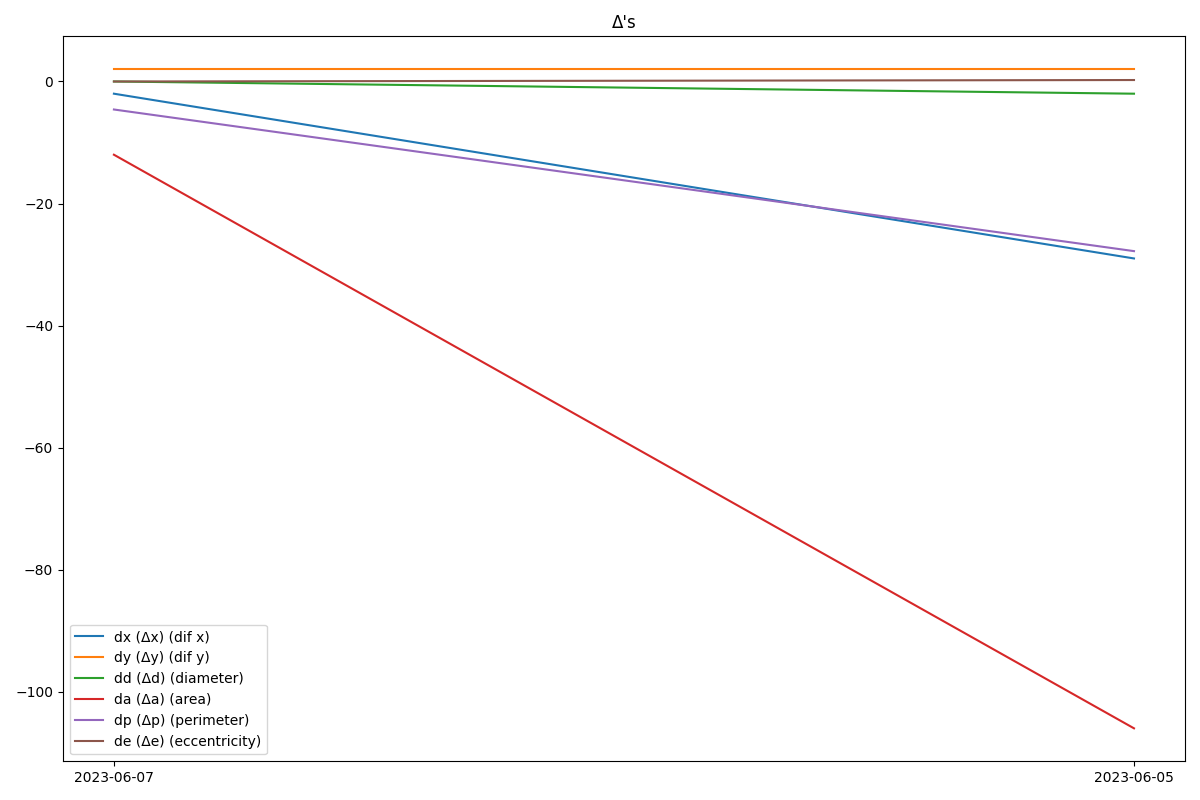 Δ's
0
−20
−40
−60
−80
−100
dx (Δx) (dif x)
dy (Δy) (dif y)
dd (Δd) (diameter)
da (Δa) (area)
dp (Δp) (perimeter)
de (Δe) (eccentricity)
2023-06-07
2023-06-05